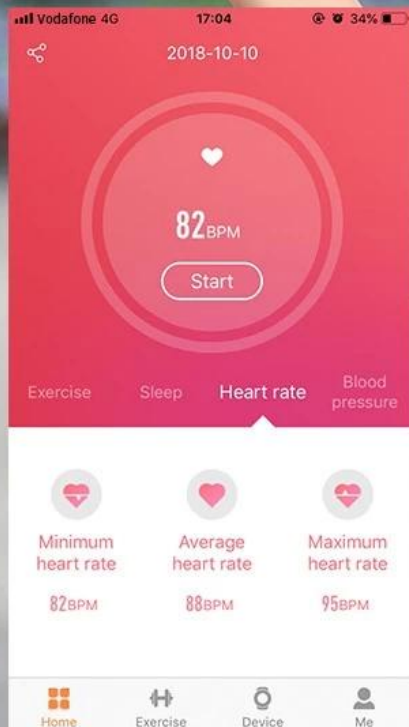 Vodafone 4G 17:04 34%
2018-10-10
82BPM
Start
Exercise Sleep Heart rate Blood pressure
Minimum heart rate
Average heart rate
Maximum heart rate
82BPM 88BPM 95BPM
Home Exercise Device Me